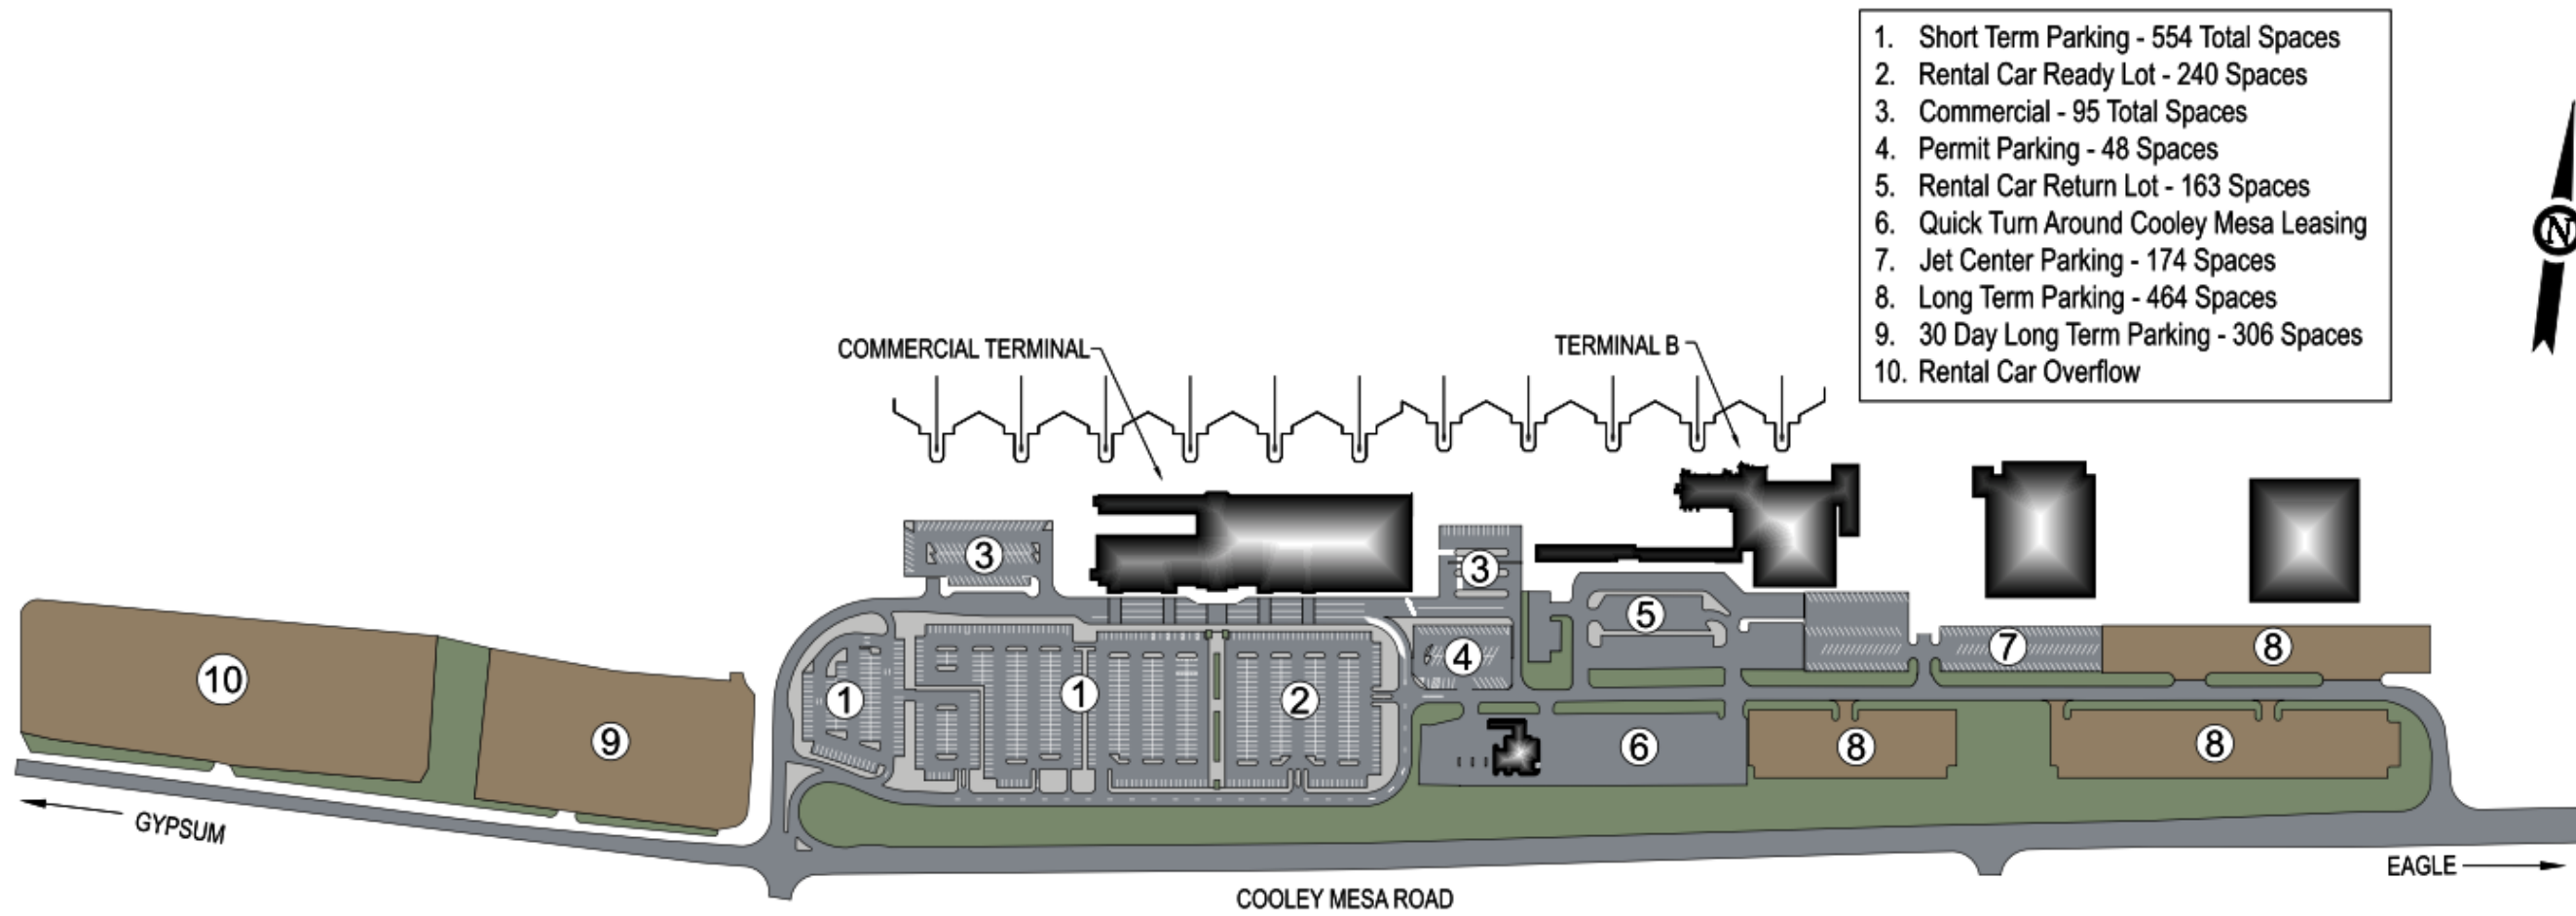 1. Short Term Parking - 554 Total Spaces
2. Rental Car Ready Lot - 240 Spaces
3. Commercial - 95 Total Spaces
4. Permit Parking - 48 Spaces
5. Rental Car Return Lot - 163 Spaces
6. Quick Turn Around Cooley Mesa Leasing
7. Jet Center Parking - 174 Spaces
8. Long Term Parking - 464 Spaces
9. 30 Day Long Term Parking - 306 Spaces
10. Rental Car Overflow
N
COMMERCIAL TERMINAL
TERMINAL B
3
3
5
10
9
1
1
2
4
7
8
6
8
8
GYPSUM
EAGLE
COOLEY MESA ROAD